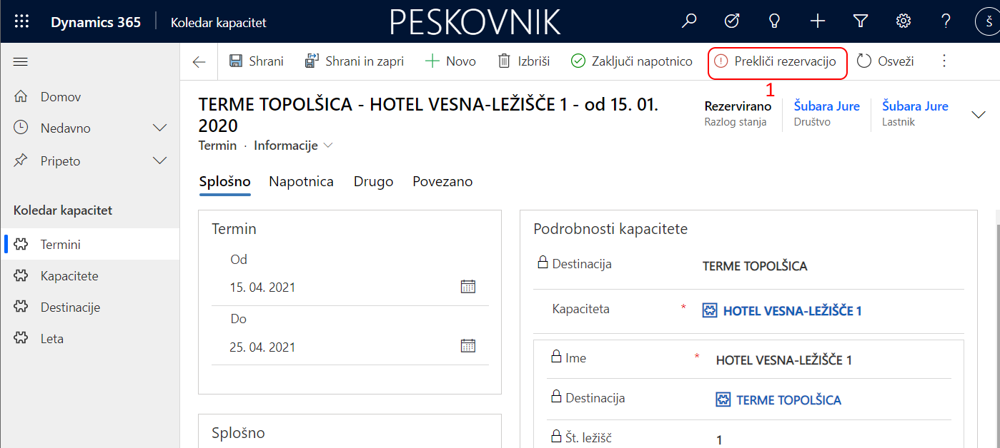 Dynamics 365
Koledar kapacitet
PESKOVNIK
?
Š
Shrani
Shrani in zapri
Novo
Izbriši
Zaključi napotnico
Prekliči rezervacijo
Osveži
1
Domov
Nedavno
Pripeto
Koledar kapacitet
Termini
Kapacitete
Destinacije
Leta
TERME TOPOLŠICA - HOTEL VESNA-LEŽIŠČE 1 - od 15. 01.
2020
Termin · Informacije
Rezervirano
Razlog stanja
Šubara Jure
Društvo
Šubara Jure
Lastnik
Splošno
Napotnica
Drugo
Povezano
Termin
Od
15. 04. 2021
Do
25. 04. 2021
Splošno
Podrobnosti kapacitete
Destinacija
TERME TOPOLŠICA
Kapaciteta * HOTEL VESNA-LEŽIŠČE 1
Ime * HOTEL VESNA-LEŽIŠČE 1
Destinacija
TERME TOPOLŠICA
Št. ležišč
1